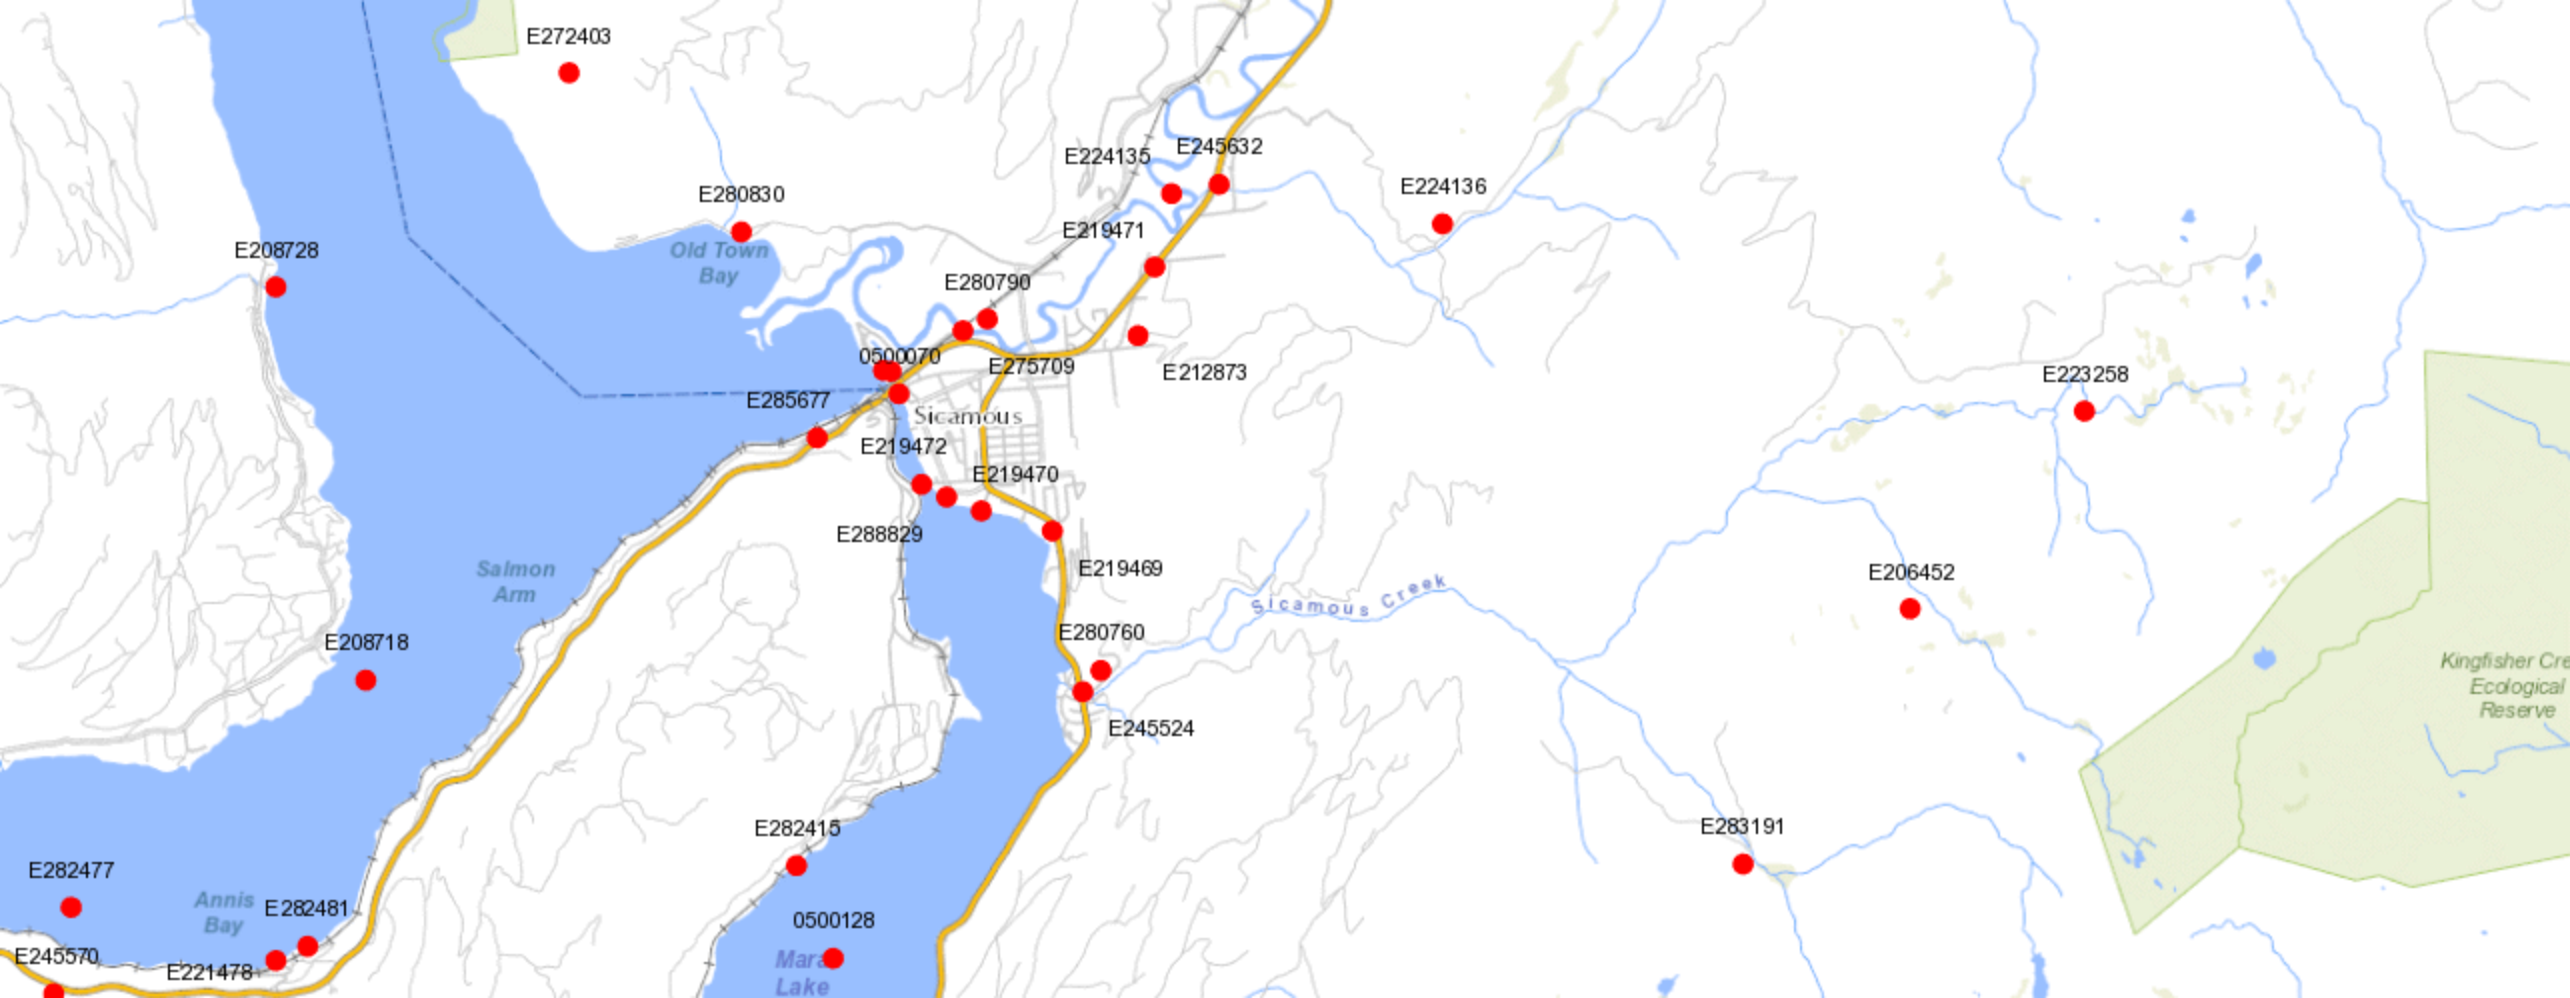 E272403
E224135
E245632
E280830
E224136
E219471
Old Town
Bay
E208728
E280790
0500070
E275709
E212873
E223258
E285677
Sicamous
E219472
E219470
E288829
Salmon
Arm
E219469
E206452
Sicamous Creek
E280760
E208718
Kingfisher Cre
Ecological
Reserve
E245524
E282415
E283191
E282477
Annis
Bay
E282481
0500128
E245570
E221478
Mara
Lake